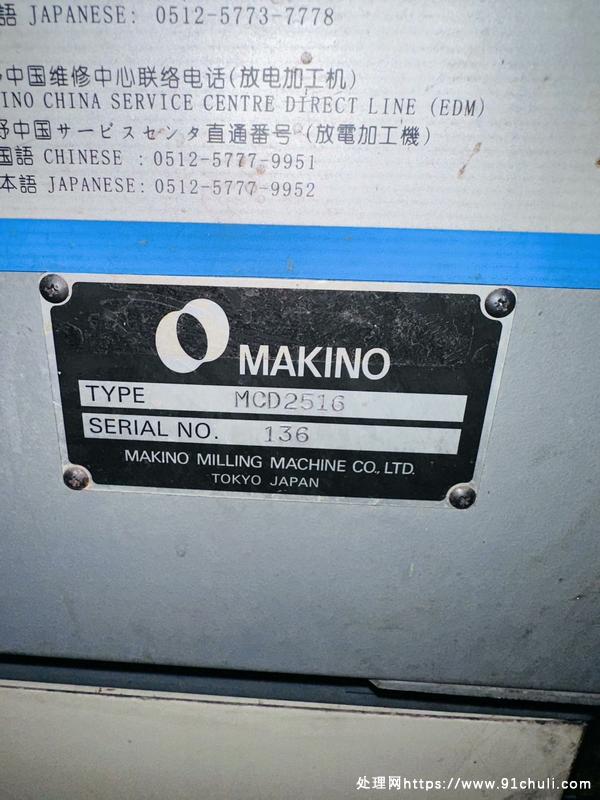 語 JAPANESE: 0512-5773-7778
中国维修中心联络电话(放电加工机)
INO CHINA SERVICE CENTRE DIRECT LINE (EDM)
野中国サービスセンタ直通番号 (放電加工機)
国語 CHINESE : 0512-5777-9951
本語 JAPANESE: 0512-5777-9952
MAKINO
TYPE MCD2516
SERIAL NO. 136
MAKINO MILLING MACHINE CO., LTD.
TOKYO JAPAN
处理网https://www.91chuli.com/